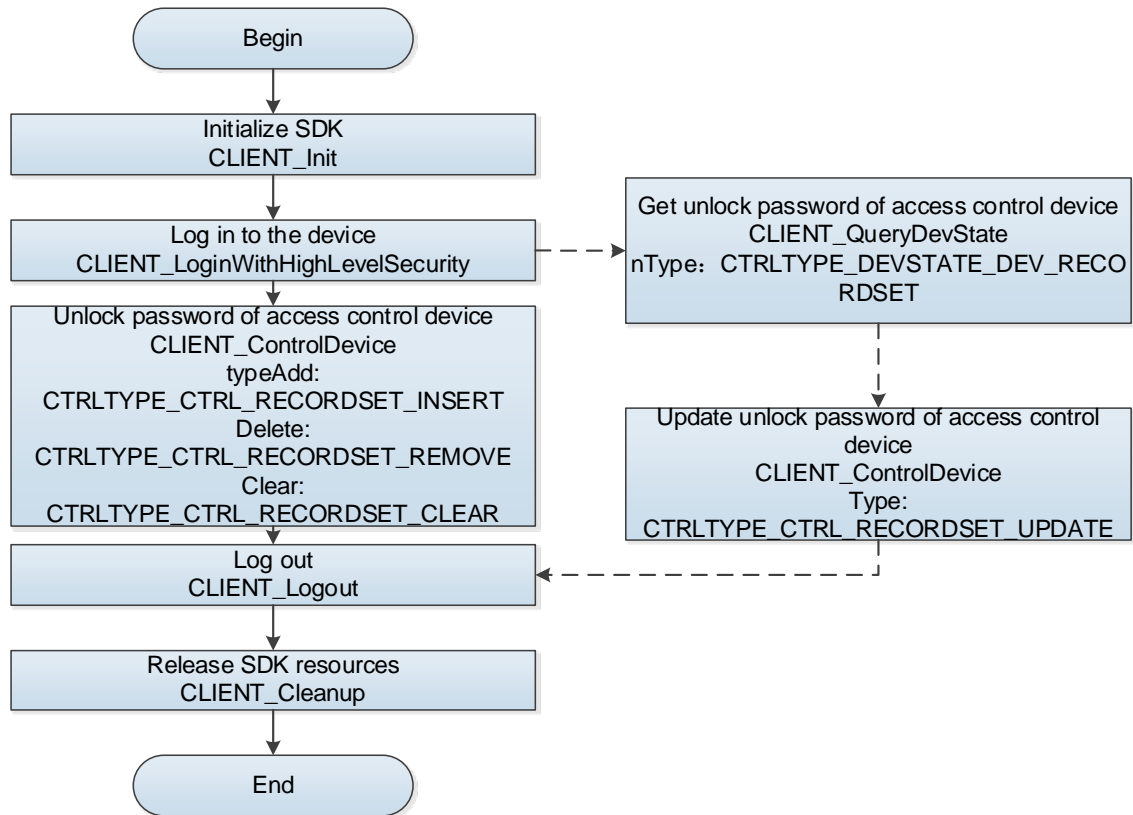 Begin
Initialize SDK
CLIENT_Init
Log in to the device
CLIENT_LoginWithHighLevelSecurity
Get unlock password of access control device
CLIENT_QueryDevState
nType：CTRLTYPE_DEVSTATE_DEV_RECO
RDSET
Unlock password of access control device
CLIENT_ControlDevice
typeAdd:
CTRLTYPE_CTRL_RECORDSET_INSERT
Delete:
CTRLTYPE_CTRL_RECORDSET_REMOVE
Clear:
CTRLTYPE_CTRL_RECORDSET_CLEAR
Update unlock password of access control
device
CLIENT_ControlDevice
Type:
CTRLTYPE_CTRL_RECORDSET_UPDATE
Log out
CLIENT_Logout
Release SDK resources
CLIENT_Cleanup
End